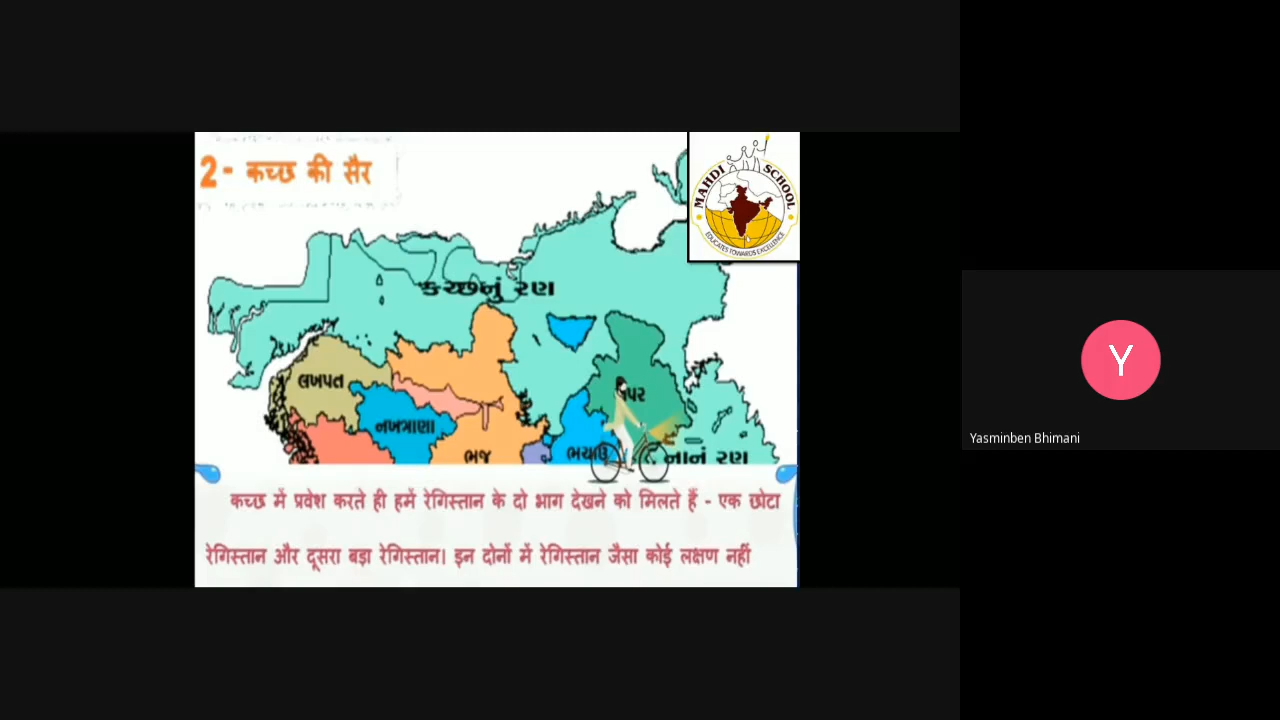 2- कच्छ की सैर
MAHDI SCHOOL
EDUCATES TOWARDS EXCELLENCE
કચ્છનું રણ
લખપત
નખત્રાણા
ભુજ
ભચાઉ
નાનું રણ
कच्छ में प्रवेश करते ही हमें रेगिस्तान के दो भाग देखने को मिलते हैं - एक छोटा
रेगिस्तान और दूसरा बड़ा रेगिस्तान। इन दोनों में रेगिस्तान जैसा कोई लक्षण नहीं
Y
Yasminben Bhimani